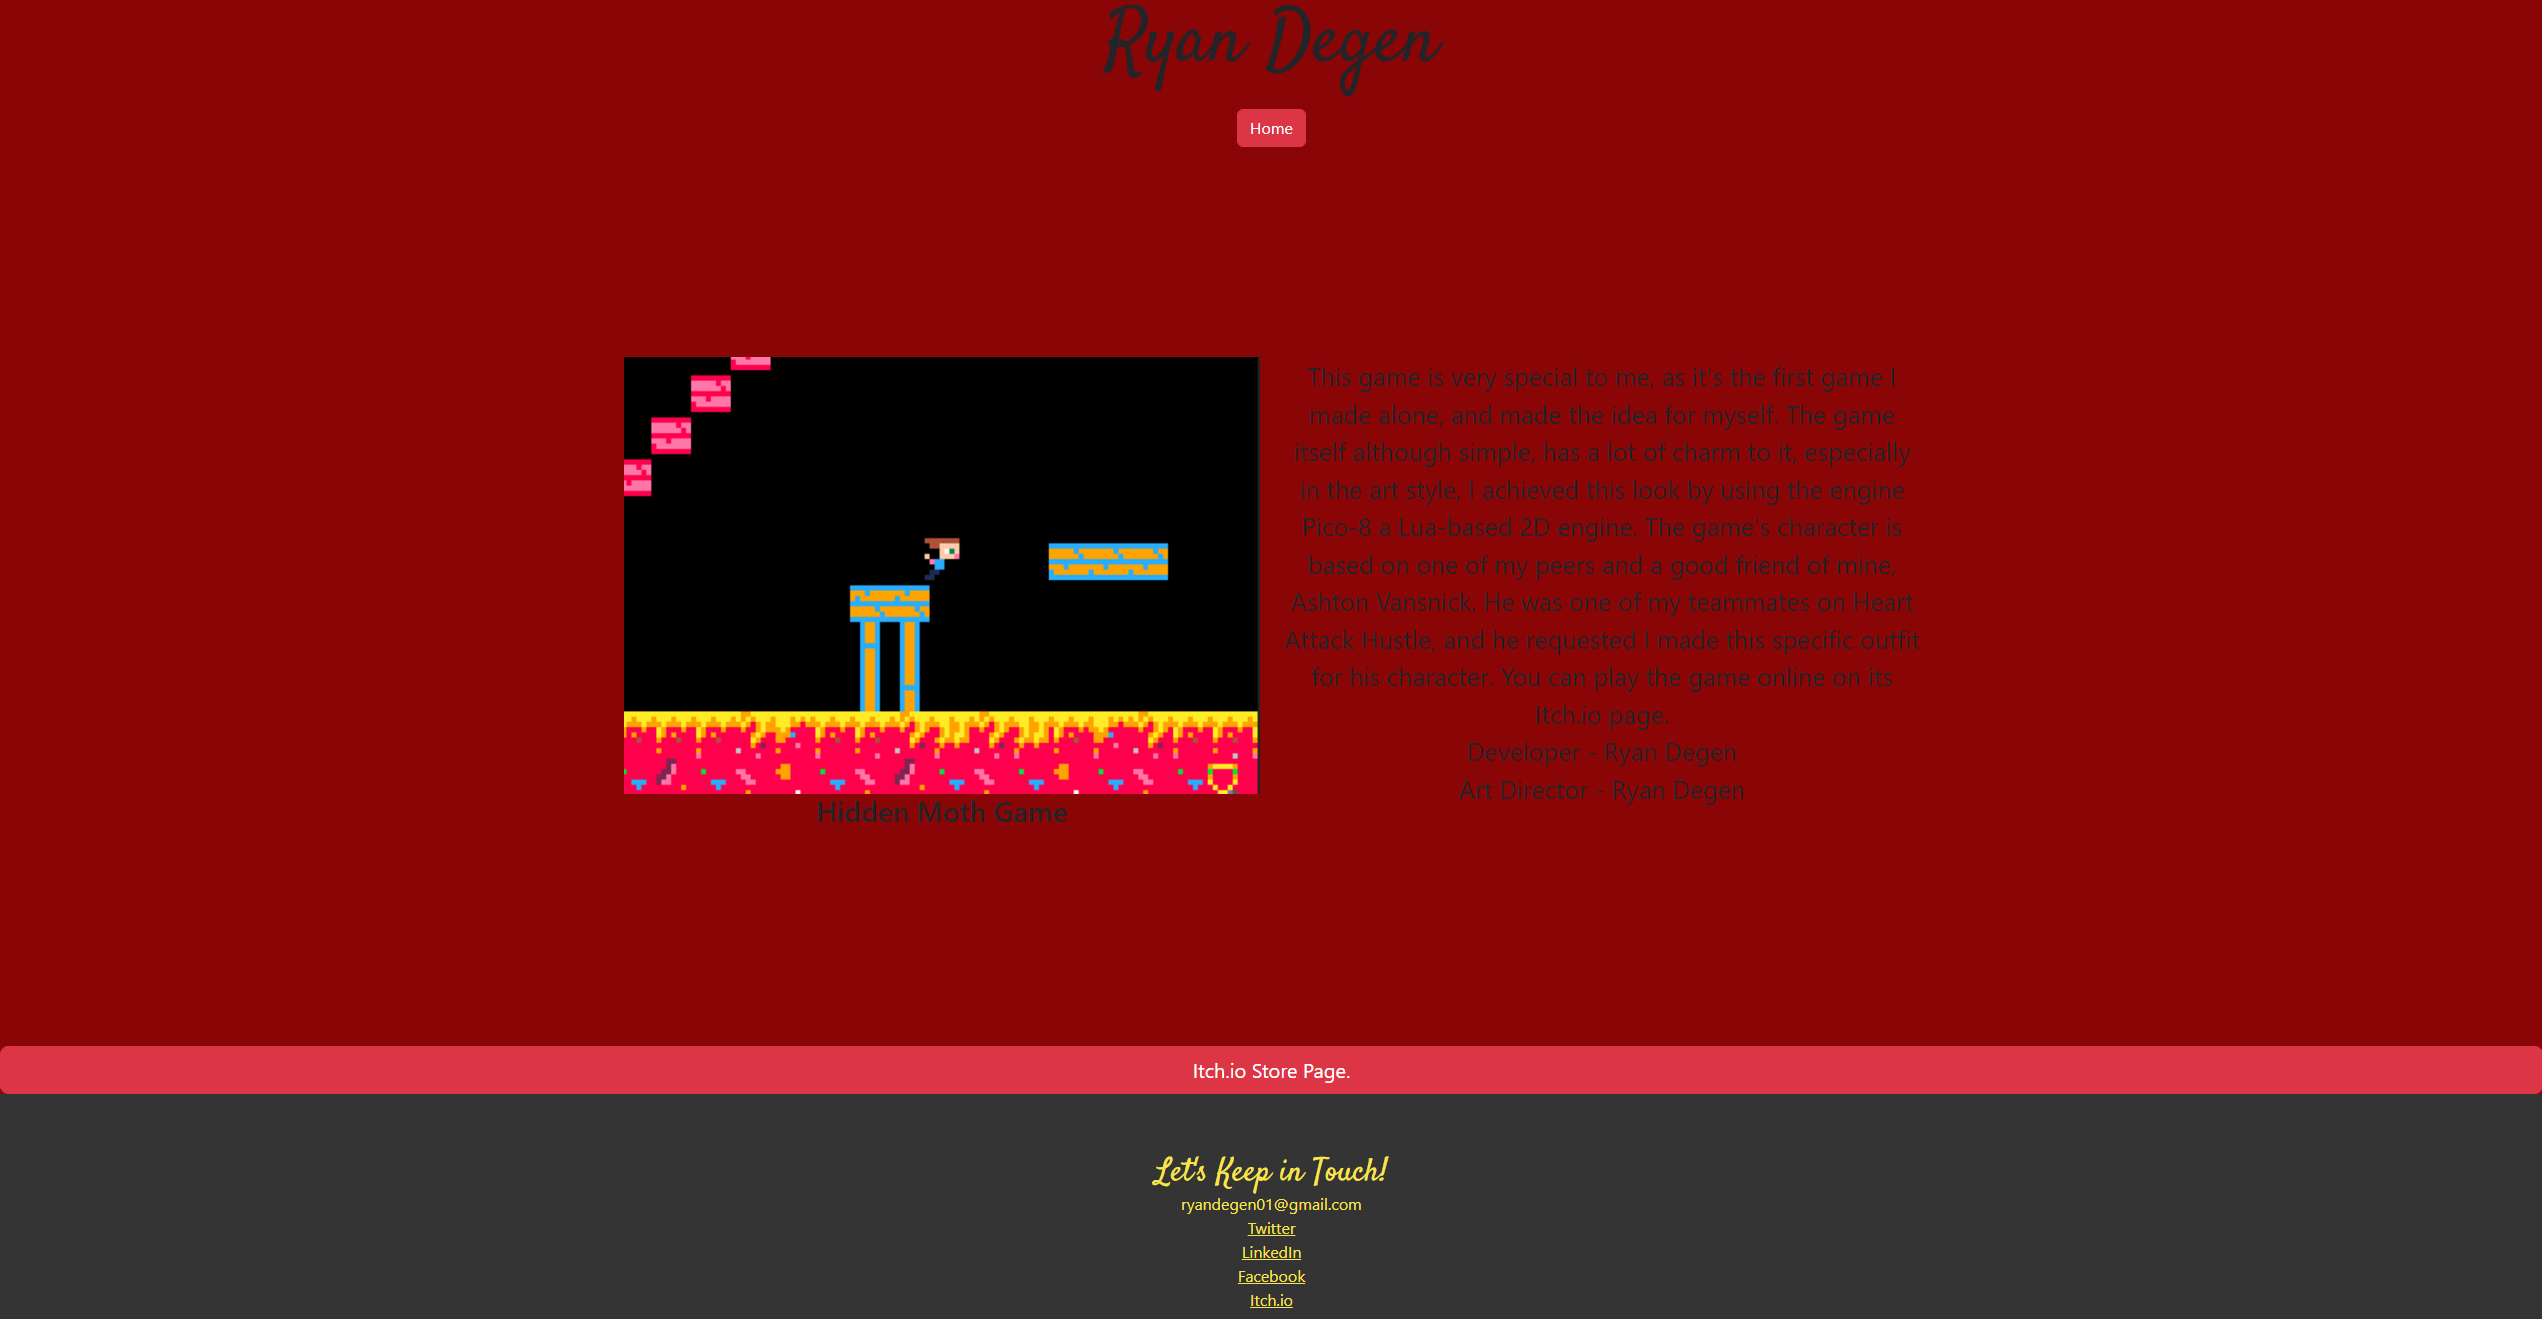 Ryan Degen
Home
This game is very special to me, as it's the first game I
made alone, and made the idea for myself. The game
itself although simple, has a lot of charm to it, especially
in the art style, I achieved this look by using the engine
Pico-8 a Lua-based 2D engine. The game's character is
based on one of my peers and a good friend of mine,
Ashton Vansnick. He was one of my teammates on Heart
Attack Hustle, and he requested I made this specific outfit
for his character. You can play the game online on its
Itch.io page.
Developer - Ryan Degen
Art Director - Ryan Degen
Hidden Moth Game
Itch.io Store Page.
Let's Keep in Touch!
ryandegen01@gmail.com
Twitter
LinkedIn
Facebook
Itch.io